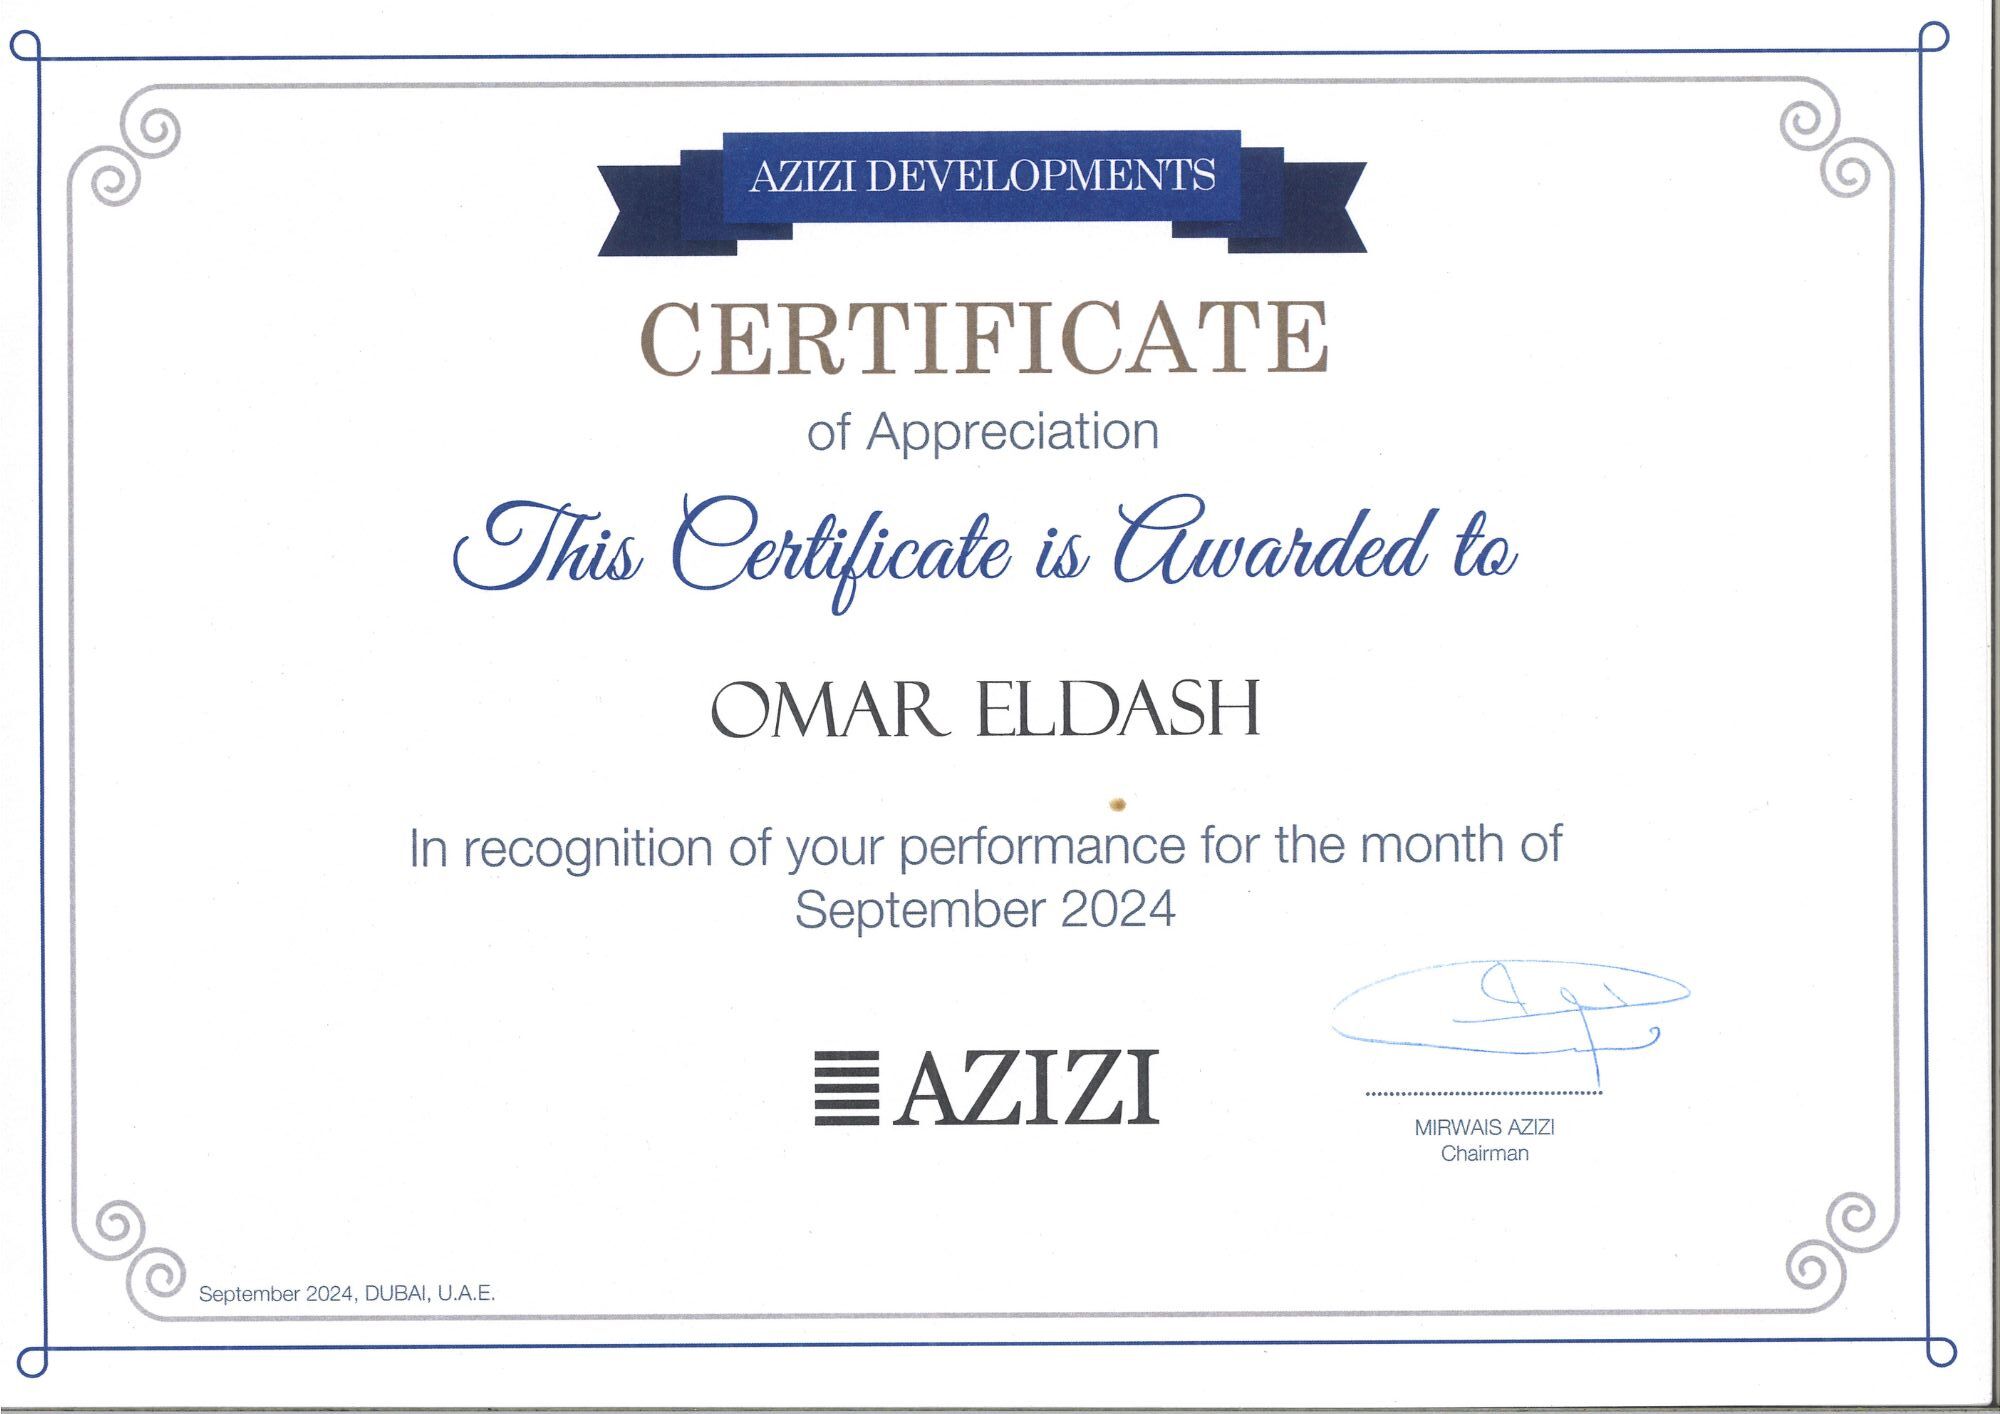 AZIZI DEVELOPMENTS
CERTIFICATE
of Appreciation
This Certificate is Awarded to
OMAR ELDASH
In recognition of your performance for the month of
September 2024
AZIZI
MIRWAIS AZIZI
Chairman
September 2024, DUBAI, U.A.E.